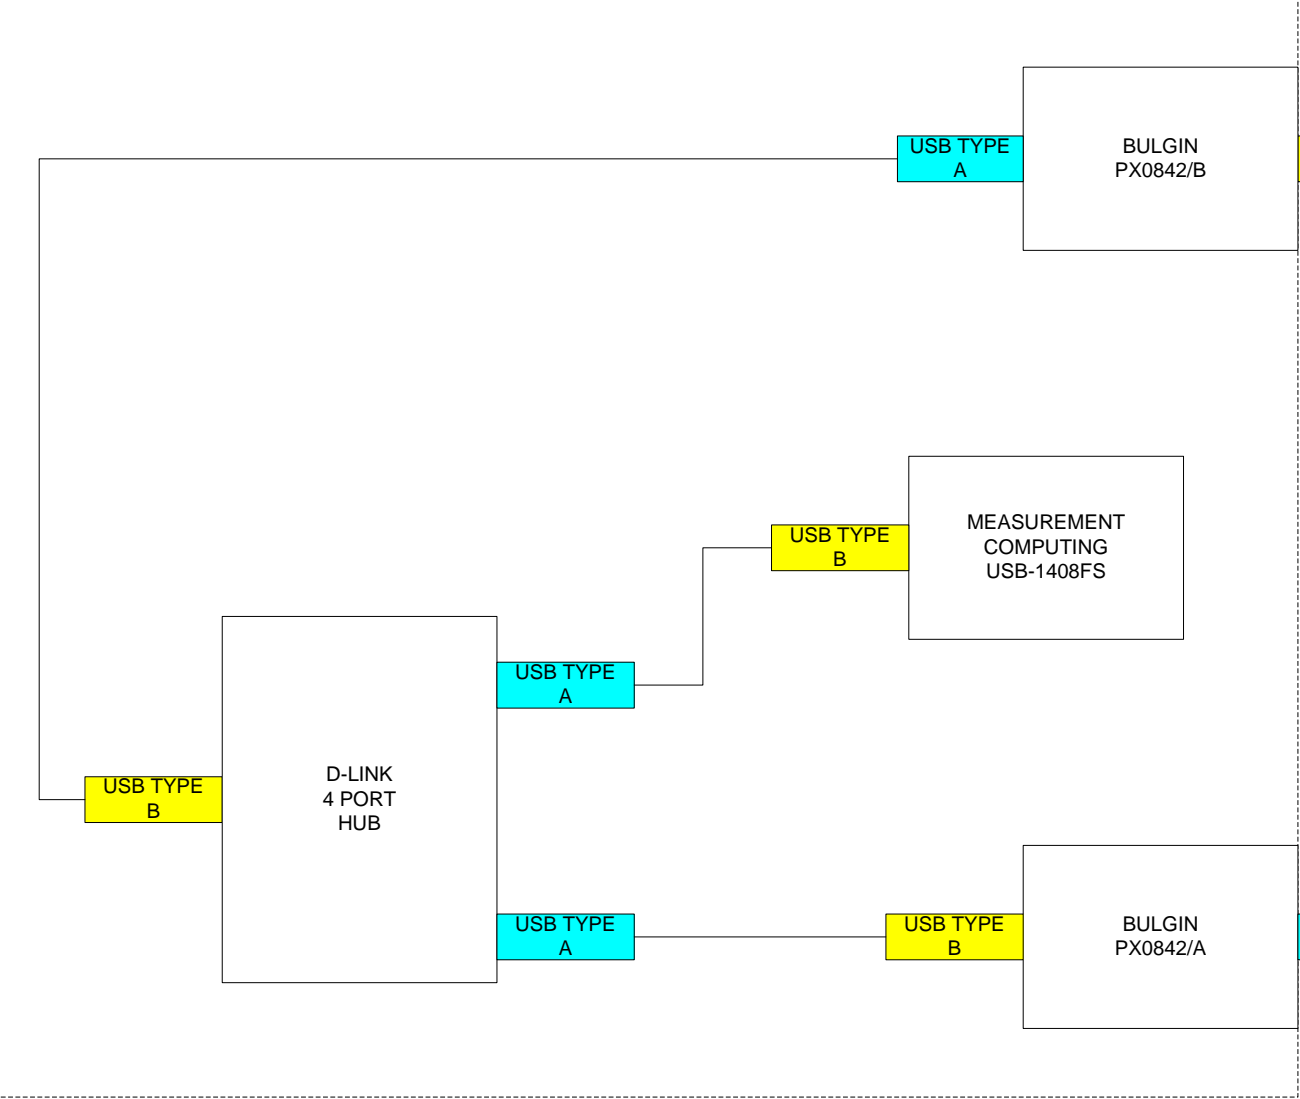 USB TYPE
A
BULGIN
PX0842/B
USB TYPE
B
MEASUREMENT
COMPUTING
USB-1408FS
USB TYPE
A
D-LINK
4 PORT
HUB
USB TYPE
B
USB TYPE
A
USB TYPE
B
BULGIN
PX0842/A